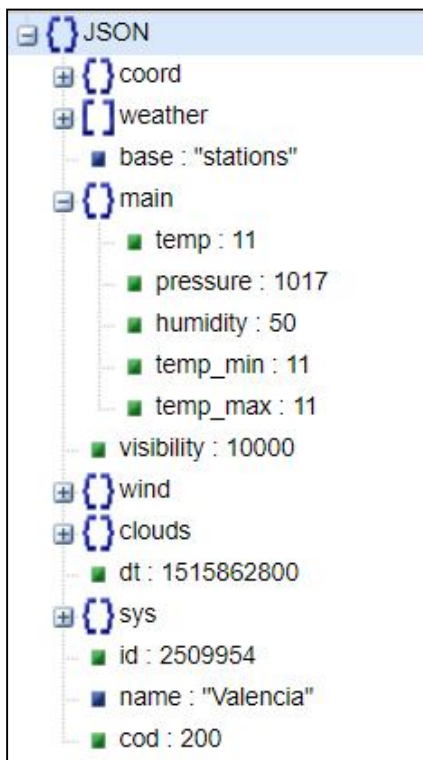 JSON
coord
weather
base : "stations"
main
temp : 11
pressure : 1017
humidity : 50
temp_min : 11
temp_max : 11
visibility : 10000
wind
clouds
dt : 1515862800
sys
id : 2509954
name : "Valencia"
cod : 200